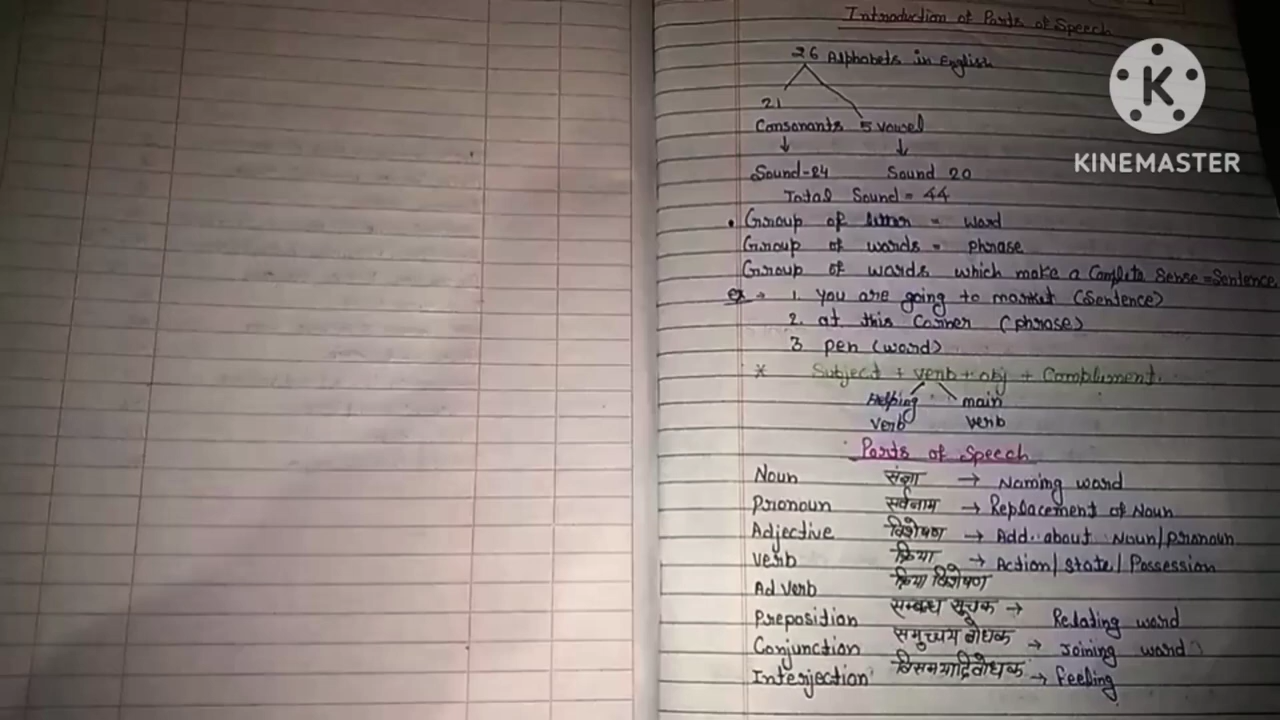 Introduction of Parts of Speech
26 Alphabets in English
21
Consonants 5 vowel
↓ ↓
Sound-24 Sound 20
Total Sound = 44
• Group of letter = word
Group of words = phrase
Group of words which make a Complete Sense = Sentence
ex → 1. you are going to market (Sentence)
2. at this Corner (phrase)
3 pen (word)
* Subject + verb + obj + Complement.
Helping main
verb verb
Parts of Speech
Noun संज्ञा → Naming word
Pronoun सर्वनाम → Replacement of Noun
Adjective विशेषण → Add about Noun/pronoun
Verb क्रिया → Action/State/Possession
Ad verb क्रिया विशेषण
Preposition सम्बन्ध सूचक → Relating word
Conjunction समुच्चय बोधक → Joining word
Interjection विसमयादिबोधक → feeling
K
KINEMASTER